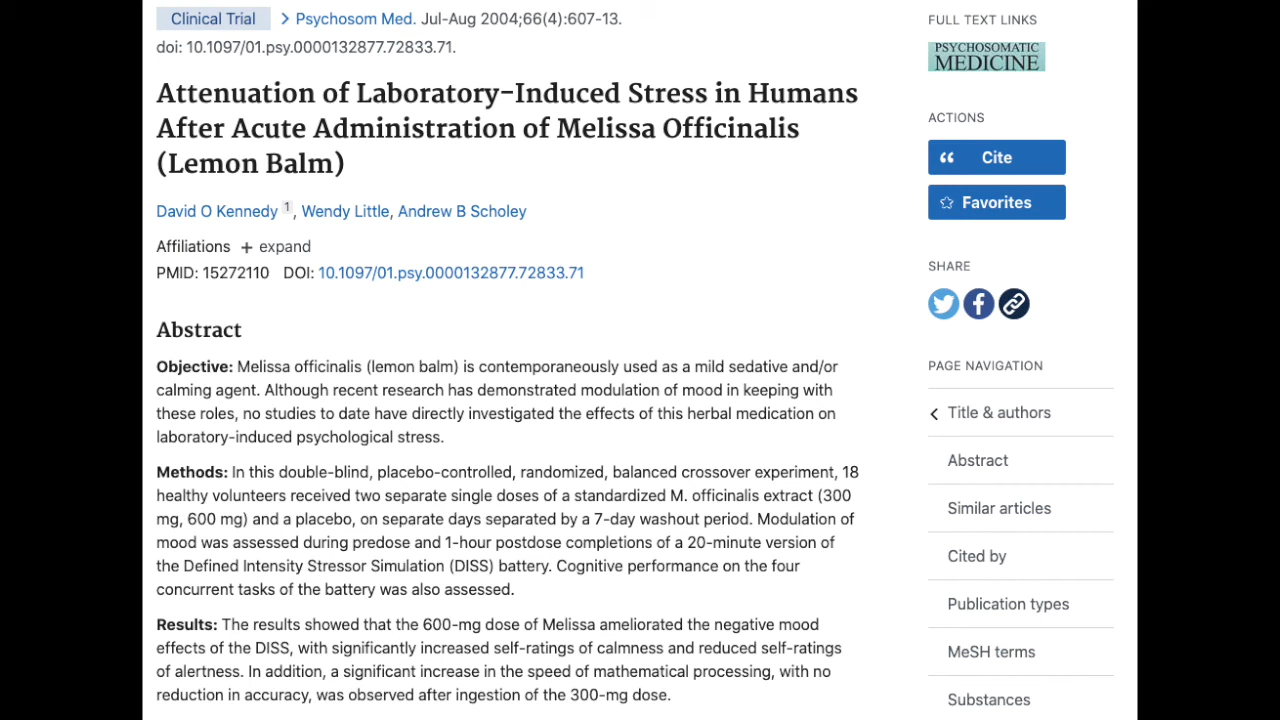 Clinical Trial > Psychosom Med. Jul-Aug 2004;66(4):607-13.
doi: 10.1097/01.psy.0000132877.72833.71.
Attenuation of Laboratory-Induced Stress in Humans
After Acute Administration of Melissa Officinalis
(Lemon Balm)
David O Kennedy 1, Wendy Little, Andrew B Scholey
Affiliations + expand
PMID: 15272110 DOI: 10.1097/01.psy.0000132877.72833.71
Abstract
Objective: Melissa officinalis (lemon balm) is contemporaneously used as a mild sedative and/or
calming agent. Although recent research has demonstrated modulation of mood in keeping with
these roles, no studies to date have directly investigated the effects of this herbal medication on
laboratory-induced psychological stress.
Methods: In this double-blind, placebo-controlled, randomized, balanced crossover experiment, 18
healthy volunteers received two separate single doses of a standardized M. officinalis extract (300
mg, 600 mg) and a placebo, on separate days separated by a 7-day washout period. Modulation of
mood was assessed during predose and 1-hour postdose completions of a 20-minute version of
the Defined Intensity Stressor Simulation (DISS) battery. Cognitive performance on the four
concurrent tasks of the battery was also assessed.
Results: The results showed that the 600-mg dose of Melissa ameliorated the negative mood
effects of the DISS, with significantly increased self-ratings of calmness and reduced self-ratings
of alertness. In addition, a significant increase in the speed of mathematical processing, with no
reduction in accuracy, was observed after ingestion of the 300-mg dose.
FULL TEXT LINKS
PSYCHOSOMATIC
MEDICINE
ACTIONS
Cite
Favorites
SHARE
PAGE NAVIGATION
Title & authors
Abstract
Similar articles
Cited by
Publication types
MeSH terms
Substances